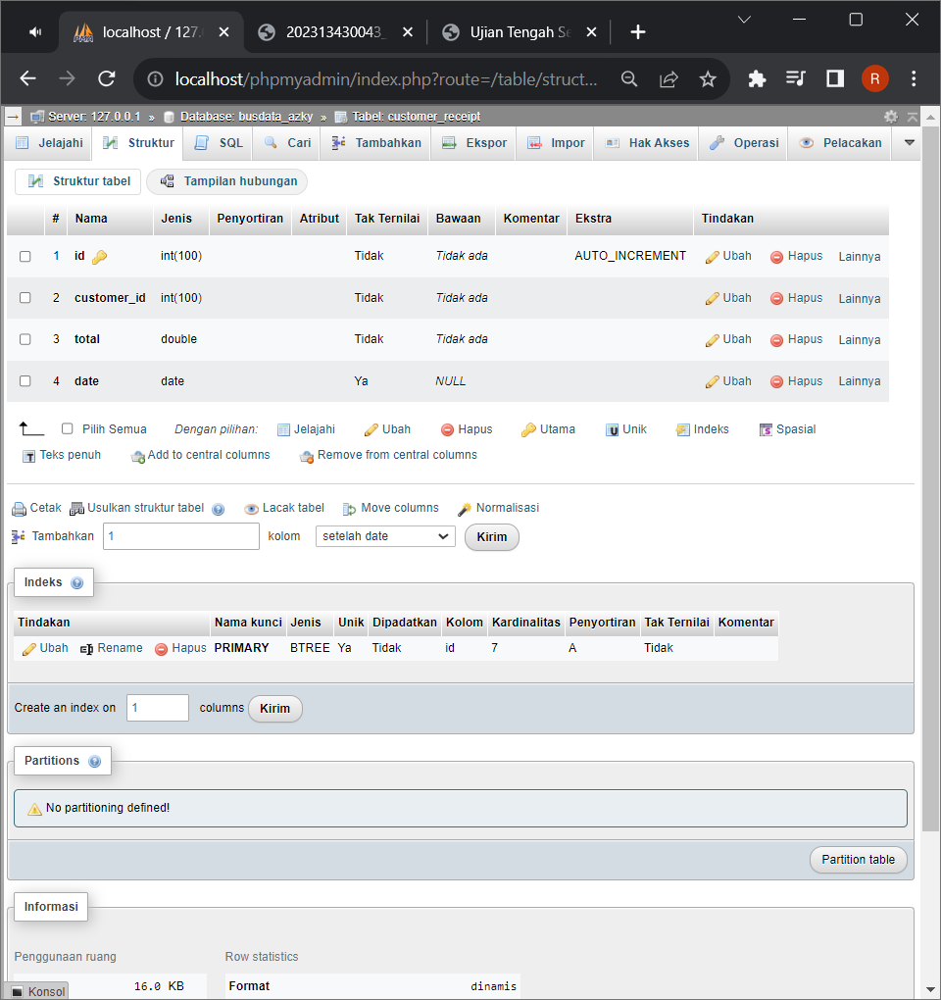 localhost / 127.
202313430043_
Ujian Tengah Se
localhost/phpmyadmin/index.php?route=/table/struct...
R
Server: 127.0.0.1 » Database: busdata_azky » Tabel: customer_receipt
Jelajahi Struktur SQL Cari Tambahkan Ekspor Impor Hak Akses Operasi Pelacakan
Struktur tabel Tampilan hubungan
# Nama Jenis Penyortiran Atribut Tak Ternilai Bawaan Komentar Ekstra Tindakan
1 id int(100) Tidak Tidak ada AUTO_INCREMENT Ubah Hapus Lainnya
2 customer_id int(100) Tidak Tidak ada Ubah Hapus Lainnya
3 total double Tidak Tidak ada Ubah Hapus Lainnya
4 date date Ya NULL Ubah Hapus Lainnya
Pilih Semua Dengan pilihan: Jelajahi Ubah Hapus Utama Unik Indeks Spasial
Teks penuh Add to central columns Remove from central columns
Cetak Usulkan struktur tabel Lacak tabel Move columns Normalisasi
Tambahkan 1 kolom setelah date Kirim
Indeks
Tindakan Nama kunci Jenis Unik Dipadatkan Kolom Kardinalitas Penyortiran Tak Ternilai Komentar
Ubah Rename Hapus PRIMARY BTREE Ya Tidak id 7 A Tidak
Create an index on 1 columns Kirim
Partitions
No partitioning defined!
Partition table
Informasi
Penggunaan ruang Row statistics
16.0 KB Format dinamis
Konsol